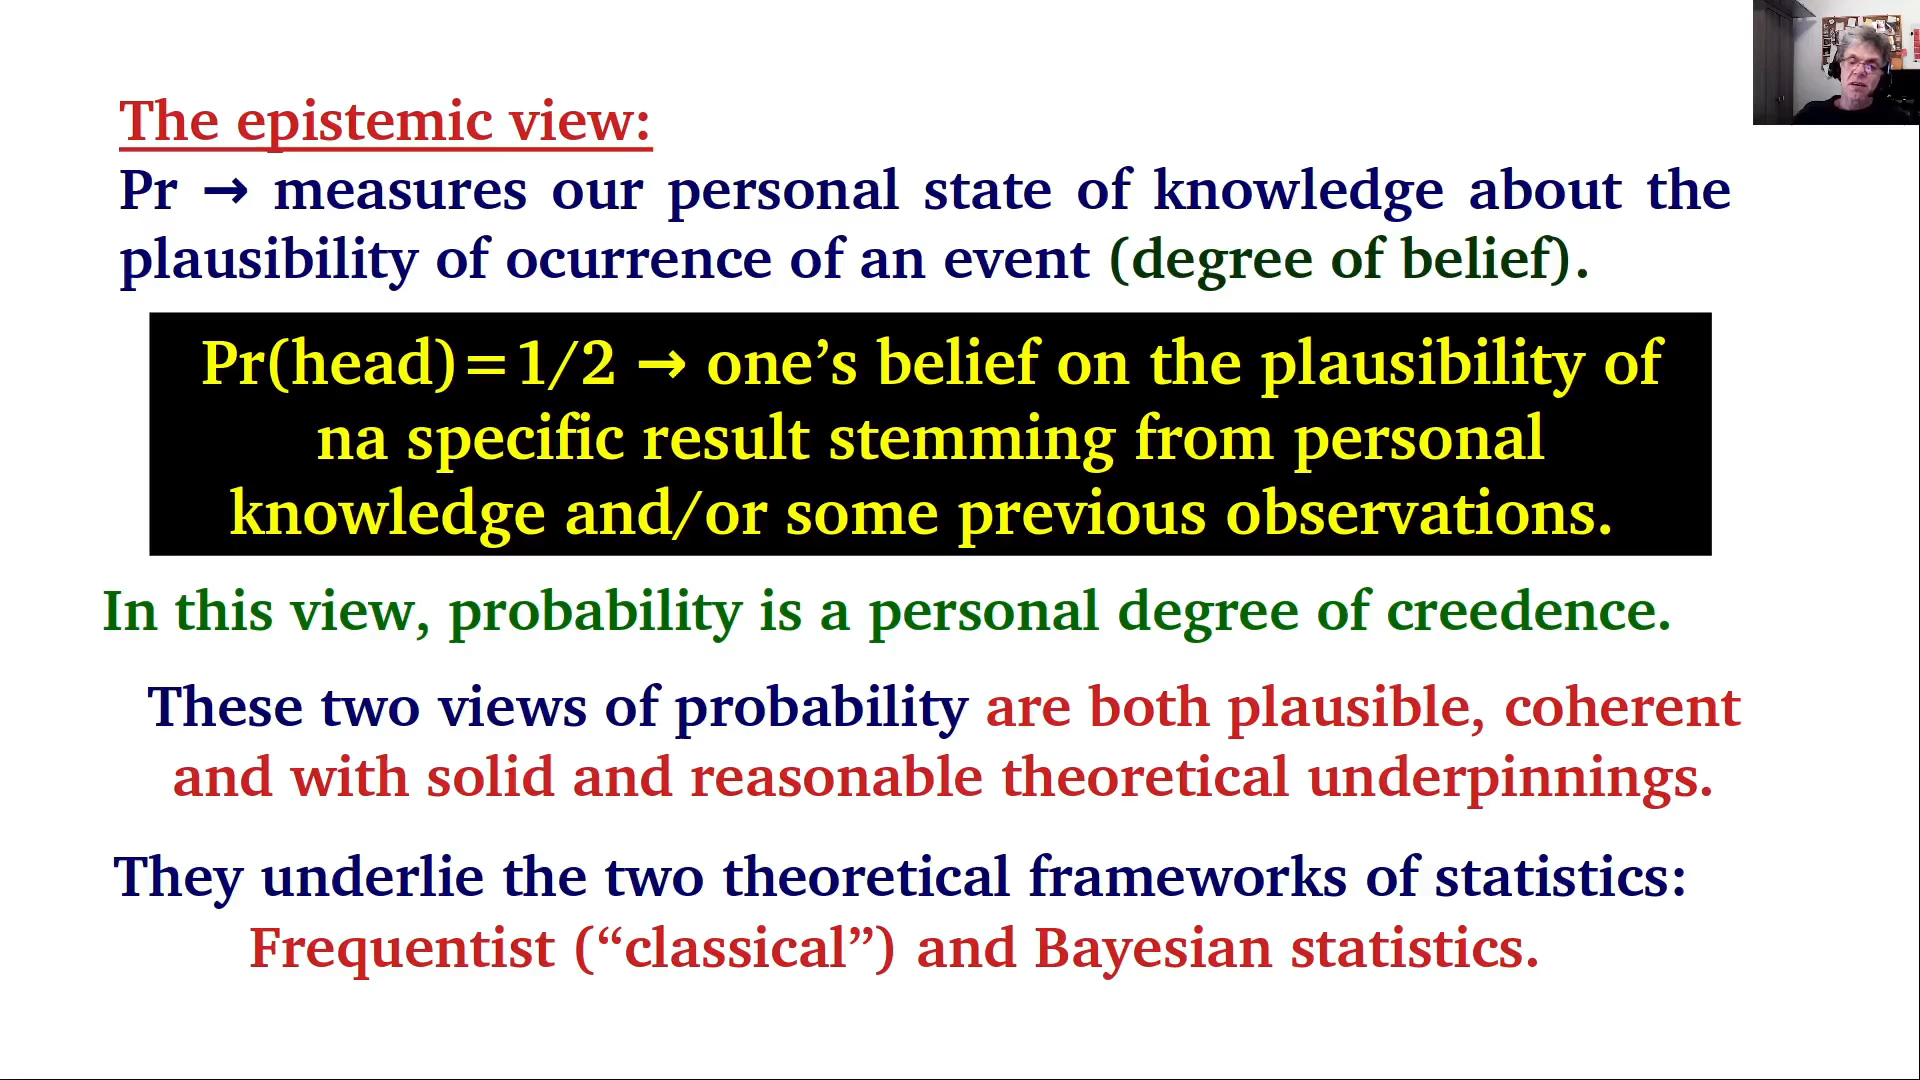 The epistemic view:
Pr → measures our personal state of knowledge about the
plausibility of ocurrence of an event (degree of belief).
Pr(head)=1/2 → one’s belief on the plausibility of
na specific result stemming from personal
knowledge and/or some previous observations.
In this view, probability is a personal degree of creedence.
These two views of probability are both plausible, coherent
and with solid and reasonable theoretical underpinnings.
They underlie the two theoretical frameworks of statistics:
Frequentist (“classical”) and Bayesian statistics.